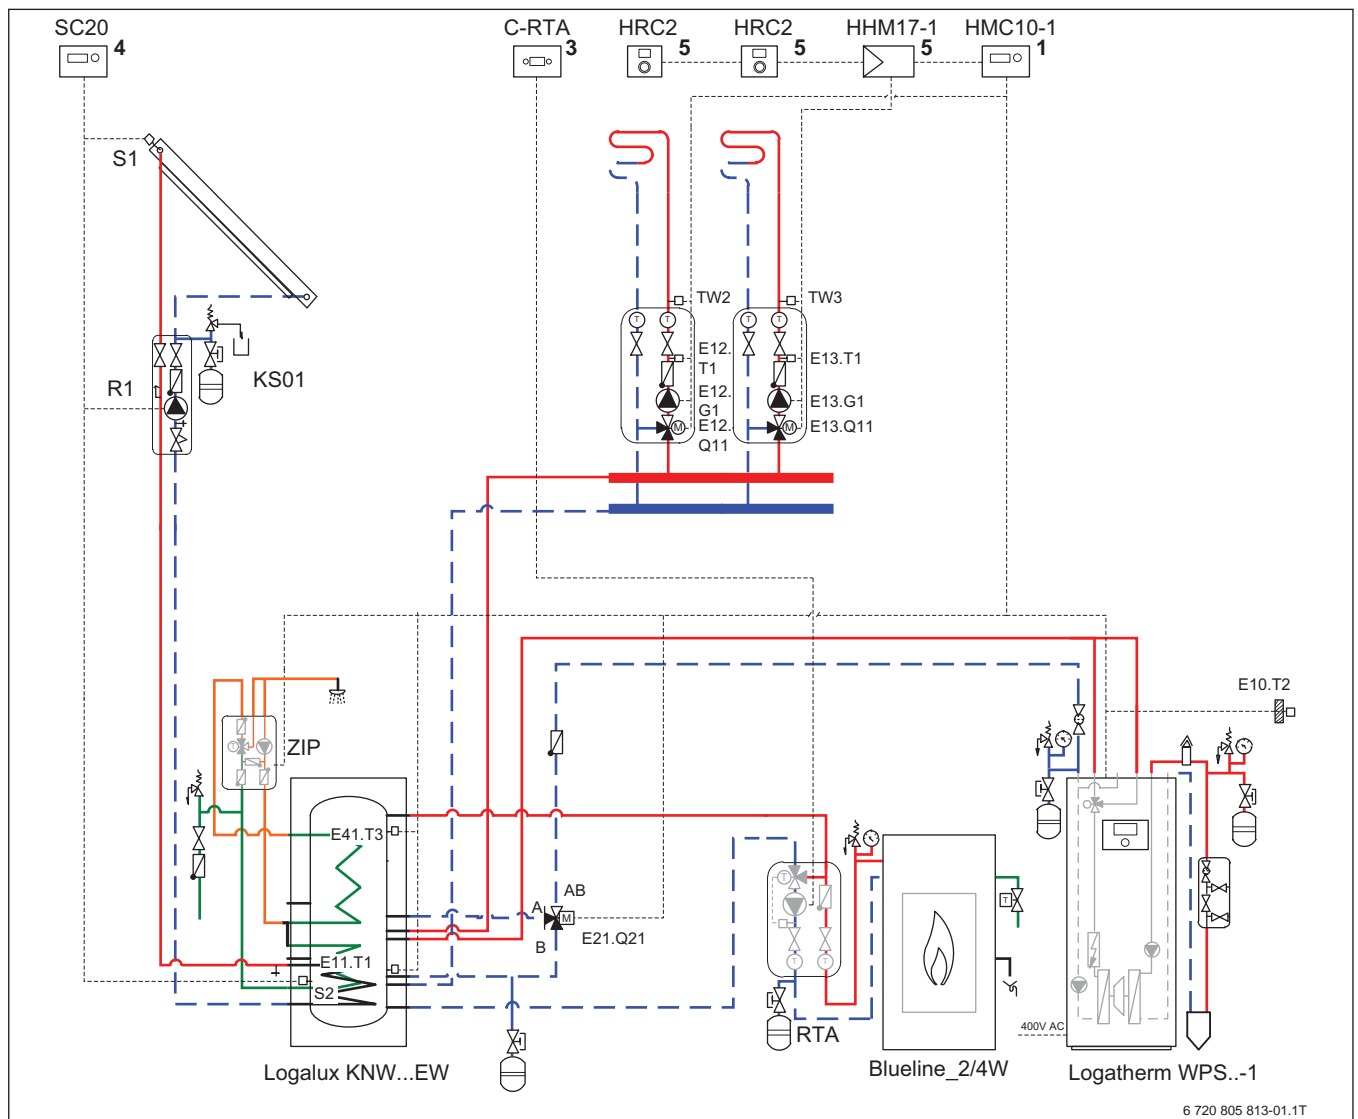 SC20
4
C-RTA
3
HRC2
5
HRC2
5
HHM17-1
5
HMC10-1
1
S1
TW2
TW3
T
T
T
T
E12.
T1
E13.T1
KS01
R1
E12.
G1
E13.G1
M
E12.
Q11
M
E13.Q11
E10.T2
ZIP
T
E41.T3
T
AB
A
M
E21.Q21
B
T
E11.T1
S2
T
T
RTA
400V AC
Logalux KNW...EW
Blueline_2/4W
Logatherm WPS..-1
6 720 805 813-01.1T